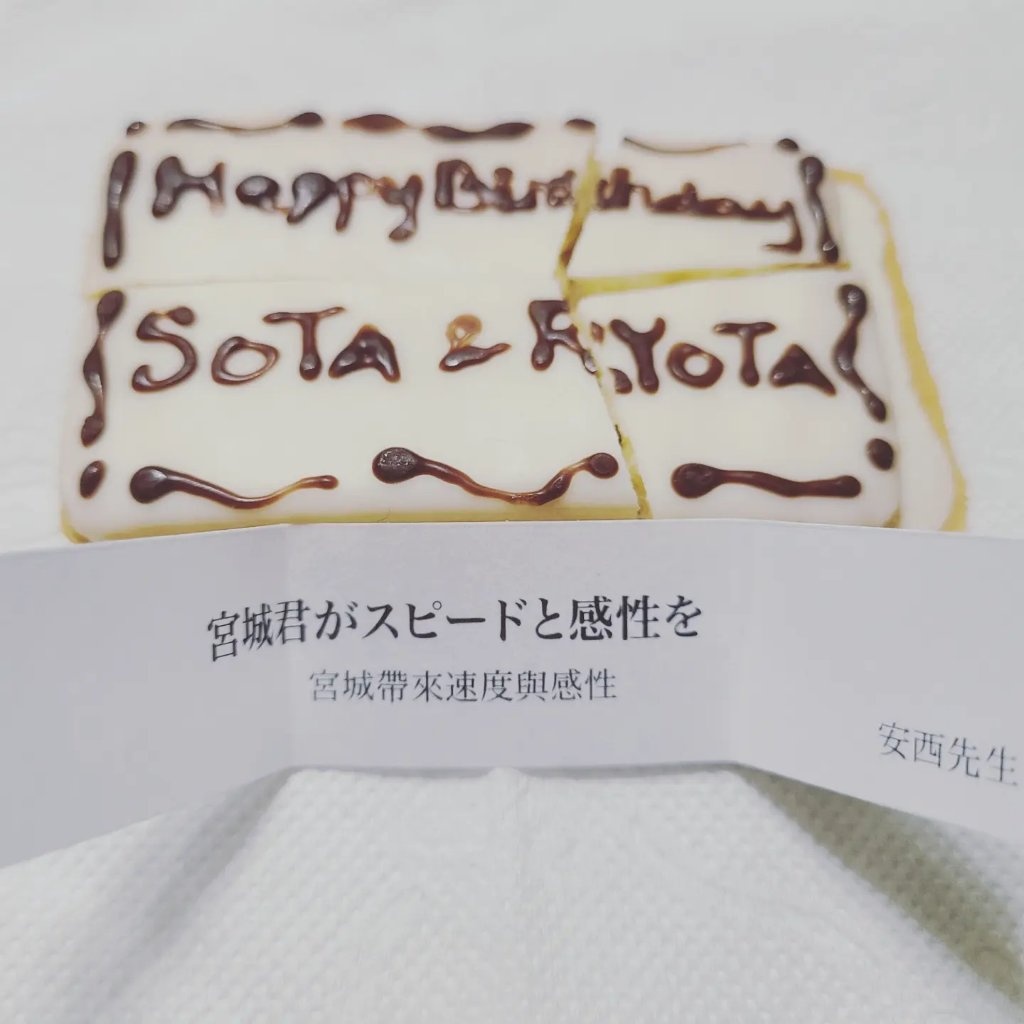 Happy Birthday
SOTA & RYOTA
宮城君がスピードと感性を
宮城帶來速度與感性
安西先生